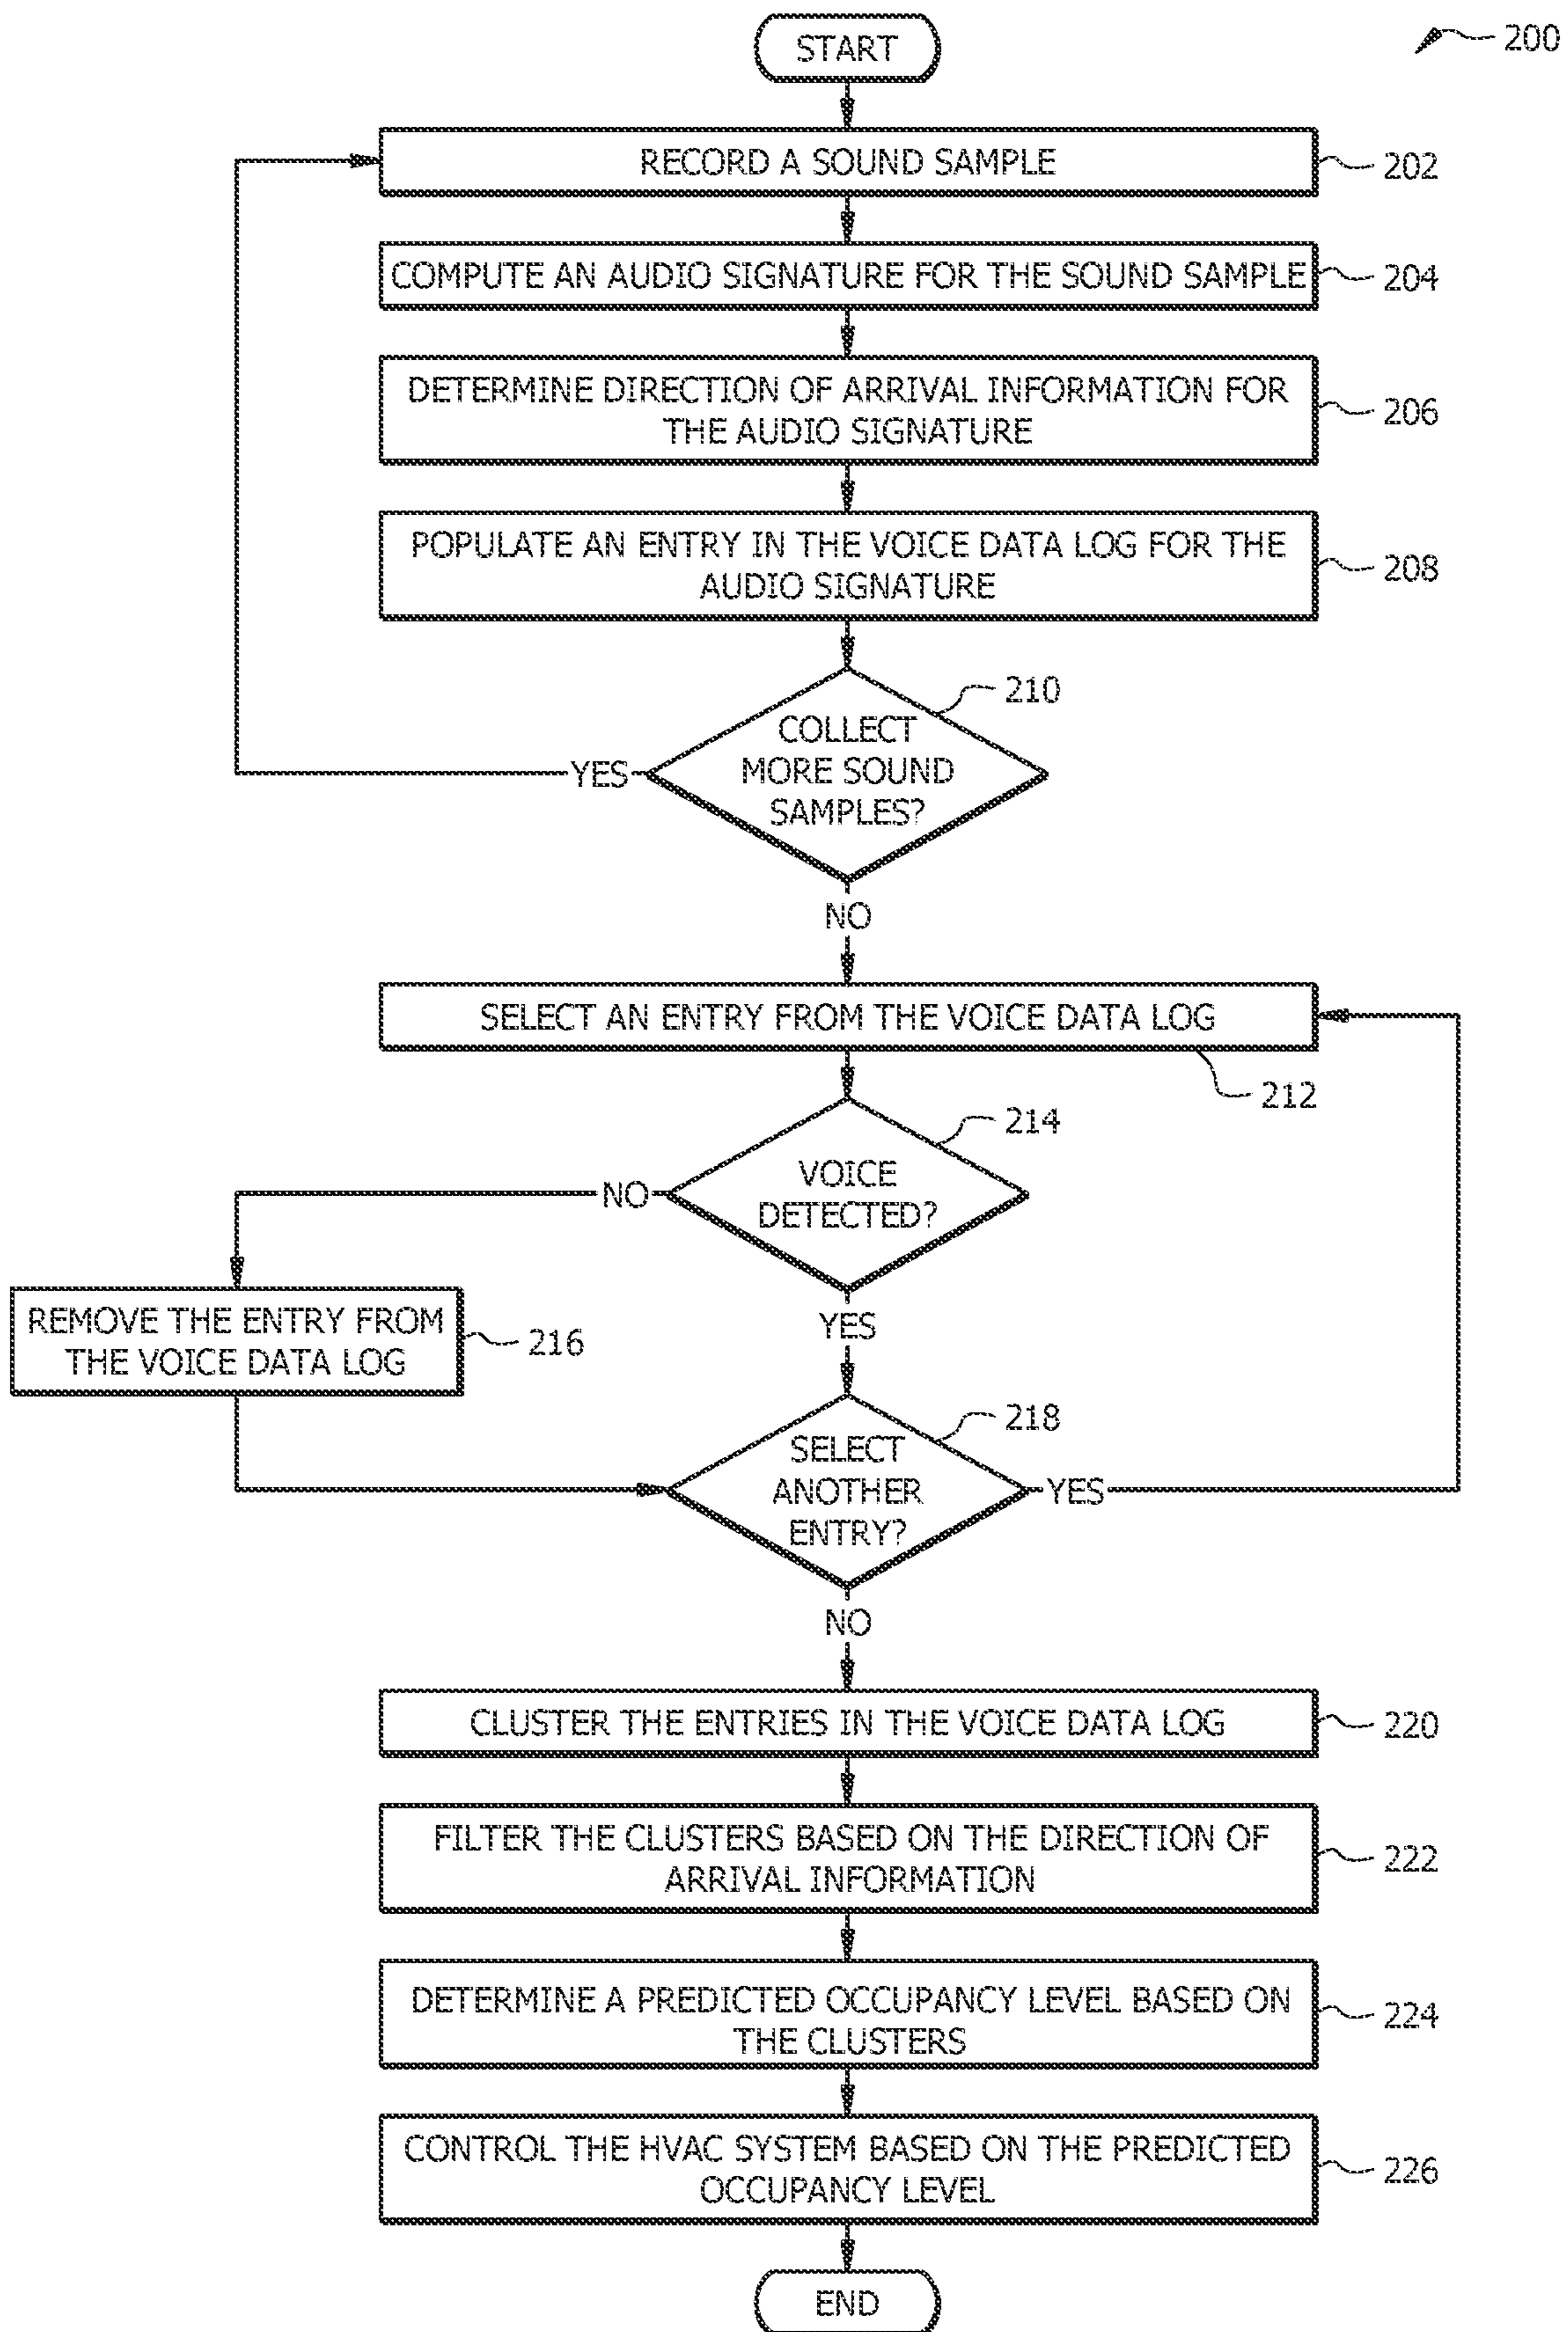 START
200
RECORD A SOUND SAMPLE
202
COMPUTE AN AUDIO SIGNATURE FOR THE SOUND SAMPLE
204
DETERMINE DIRECTION OF ARRIVAL INFORMATION FOR
THE AUDIO SIGNATURE
206
POPULATE AN ENTRY IN THE VOICE DATA LOG FOR THE
AUDIO SIGNATURE
208
210
COLLECT
MORE SOUND
SAMPLES?
YES
NO
SELECT AN ENTRY FROM THE VOICE DATA LOG
212
214
VOICE
DETECTED?
NO
YES
REMOVE THE ENTRY FROM
THE VOICE DATA LOG
216
218
SELECT
ANOTHER
ENTRY?
YES
NO
CLUSTER THE ENTRIES IN THE VOICE DATA LOG
220
FILTER THE CLUSTERS BASED ON THE DIRECTION OF
ARRIVAL INFORMATION
222
DETERMINE A PREDICTED OCCUPANCY LEVEL BASED ON
THE CLUSTERS
224
CONTROL THE HVAC SYSTEM BASED ON THE PREDICTED
OCCUPANCY LEVEL
226
END